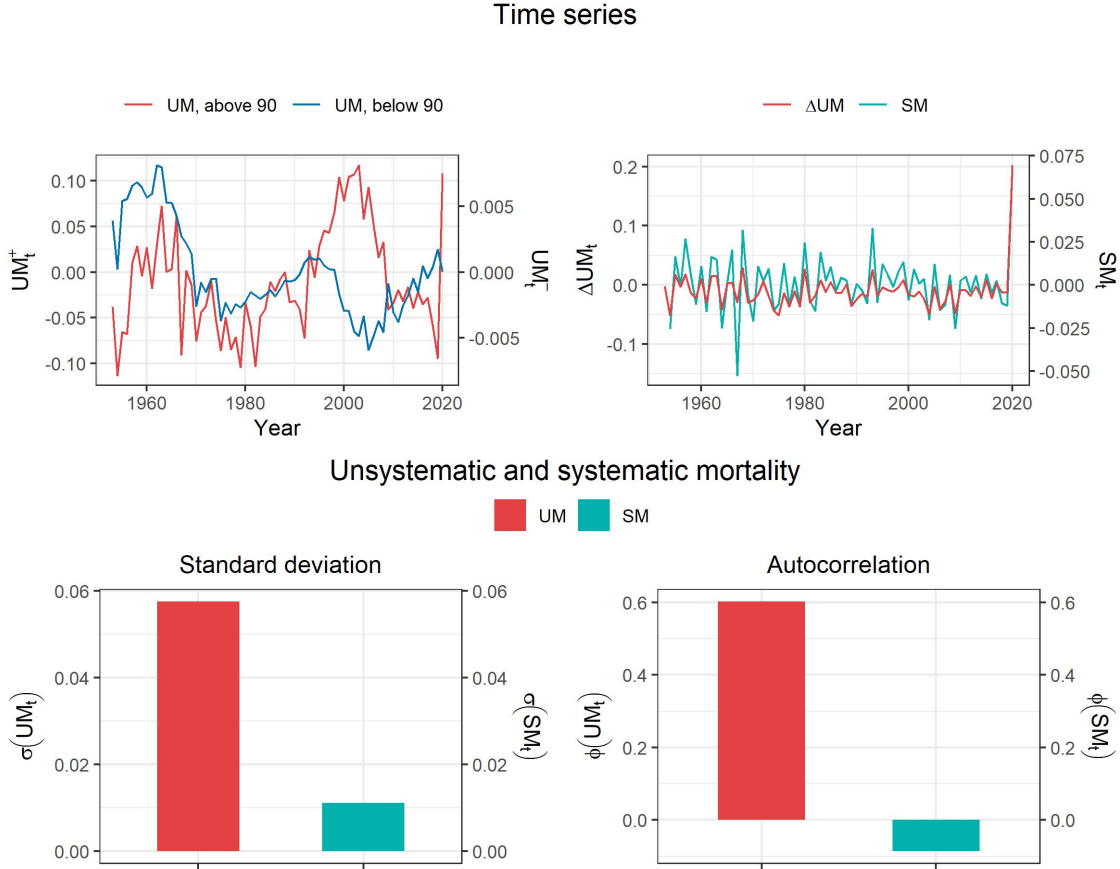 Time series
UM, above 90 UM, below 90
ΔUM SM
0.10
0.05
0.00
-0.05
-0.10
UMₜ⁺
0.005
0.000
-0.005
UMₜ⁻
1960 1980 2000 2020
Year
0.2
0.1
0.0
-0.1
ΔUMₜ
0.075
0.050
0.025
0.000
-0.025
-0.050
SMₜ
1960 1980 2000 2020
Year
Unsystematic and systematic mortality
UM SM
Standard deviation
0.06
0.04
0.02
0.00
σ(UMₜ)
0.06
0.04
0.02
0.00
σ(SMₜ)
Autocorrelation
0.6
0.4
0.2
0.0
ϕ(UMₜ)
0.6
0.4
0.2
0.0
ϕ(SMₜ)